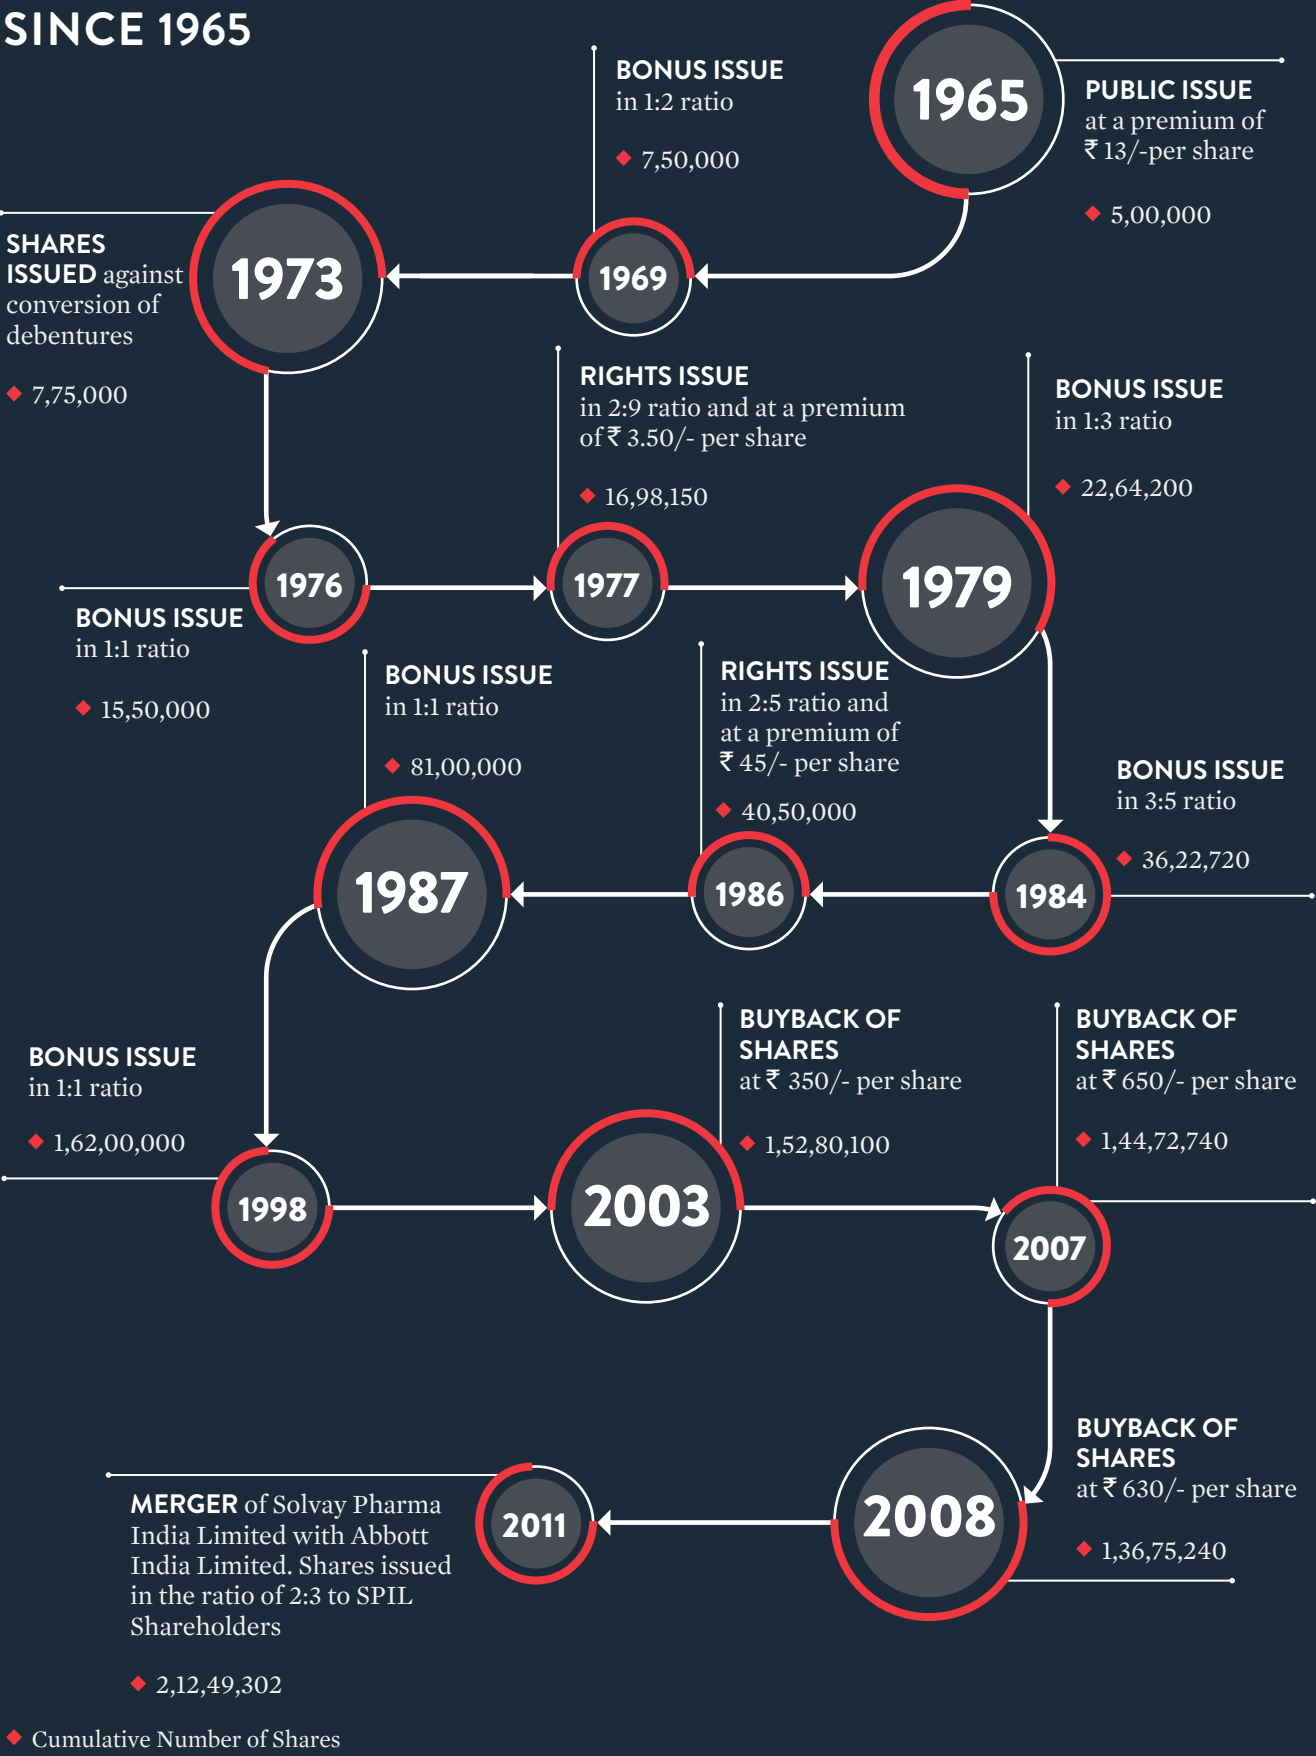 SINCE 1965
1965
PUBLIC ISSUE
at a premium of
₹ 13/-per share
5,00,000
BONUS ISSUE
in 1:2 ratio
7,50,000
1969
1973
SHARES
ISSUED against
conversion of
debentures
7,75,000
1976
BONUS ISSUE
in 1:1 ratio
15,50,000
RIGHTS ISSUE
in 2:9 ratio and at a premium
of ₹ 3.50/- per share
16,98,150
1977
BONUS ISSUE
in 1:3 ratio
22,64,200
1979
BONUS ISSUE
in 3:5 ratio
36,22,720
1984
RIGHTS ISSUE
in 2:5 ratio and
at a premium of
₹ 45/- per share
40,50,000
1986
BONUS ISSUE
in 1:1 ratio
81,00,000
1987
BONUS ISSUE
in 1:1 ratio
1,62,00,000
1998
BUYBACK OF
SHARES
at ₹ 350/- per share
1,52,80,100
2003
BUYBACK OF
SHARES
at ₹ 650/- per share
1,44,72,740
2007
BUYBACK OF
SHARES
at ₹ 630/- per share
1,36,75,240
2008
2011
MERGER of Solvay Pharma
India Limited with Abbott
India Limited. Shares issued
in the ratio of 2:3 to SPIL
Shareholders
2,12,49,302
Cumulative Number of Shares